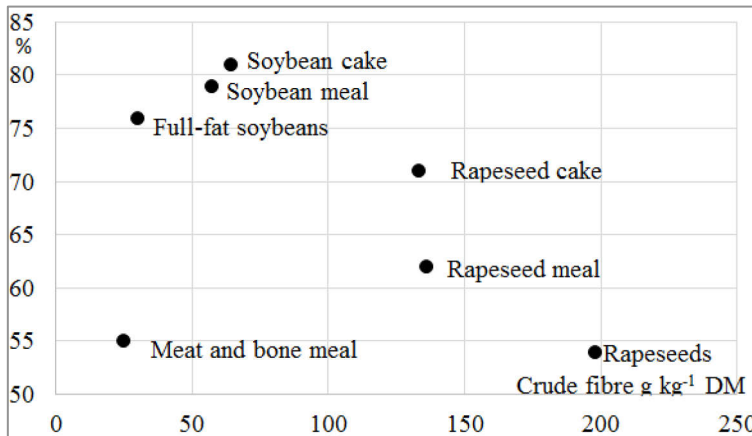 85
%
Soybean cake
80
Soybean meal
Full-fat soybeans
75
70
Rapeseed cake
65
Rapeseed meal
60
55
Meat and bone meal
Rapeseeds
Crude fibre g kg⁻¹ DM
50
0 50 100 150 200 250